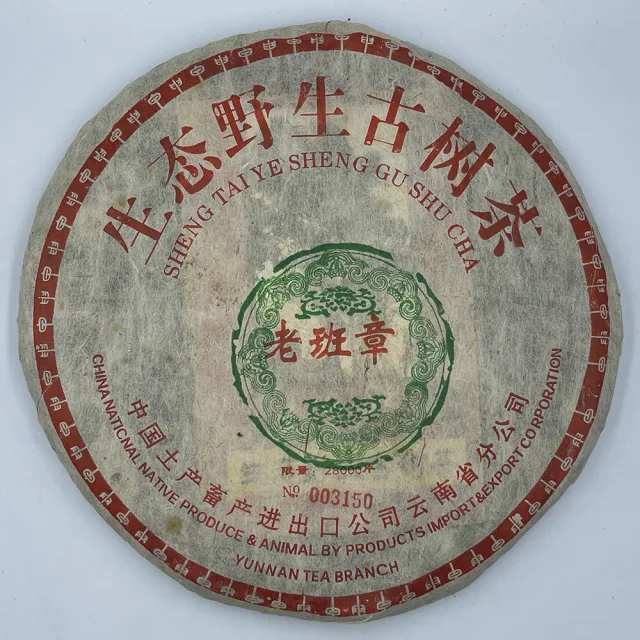 生态野生古树茶
SHENG TAI YE SHENG GU SHU CHA
老班章
限量：28000片
№ 003150
中国土产畜产进出口公司云南省分公司
CHINA NATIONAL NATIVE PRODUCE & ANIMAL BY PRODUCTS IMPORT&EXPORT CORPORATION
YUNNAN TEA BRANCH